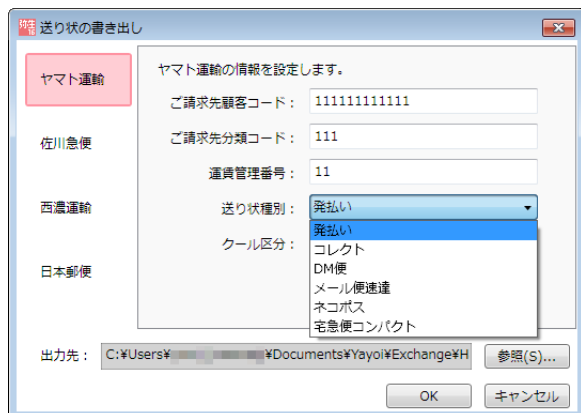 弥生
送り状の書き出し
ヤマト運輸
佐川急便
西濃運輸
日本郵便
ヤマト運輸の情報を設定します。
ご請求先顧客コード： 111111111111
ご請求先分類コード： 111
運賃管理番号： 11
送り状種別： 発払い
発払い
コレクト
DM便
メール便速達
ネコポス
宅急便コンパクト
クール区分：
出力先： C:¥Users¥ ¥Documents¥Yayoi¥Exchange¥H 参照(S)...
OK キャンセル